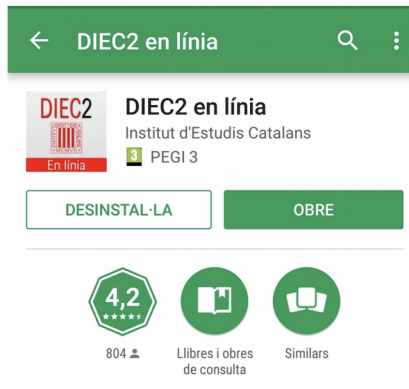 DIEC2 en línia
DIEC2
En línia
DIEC2 en línia
Institut d'Estudis Catalans
3 PEGI 3
DESINSTAL·LA
OBRE
4,2
804
Llibres i obres
de consulta
Similars